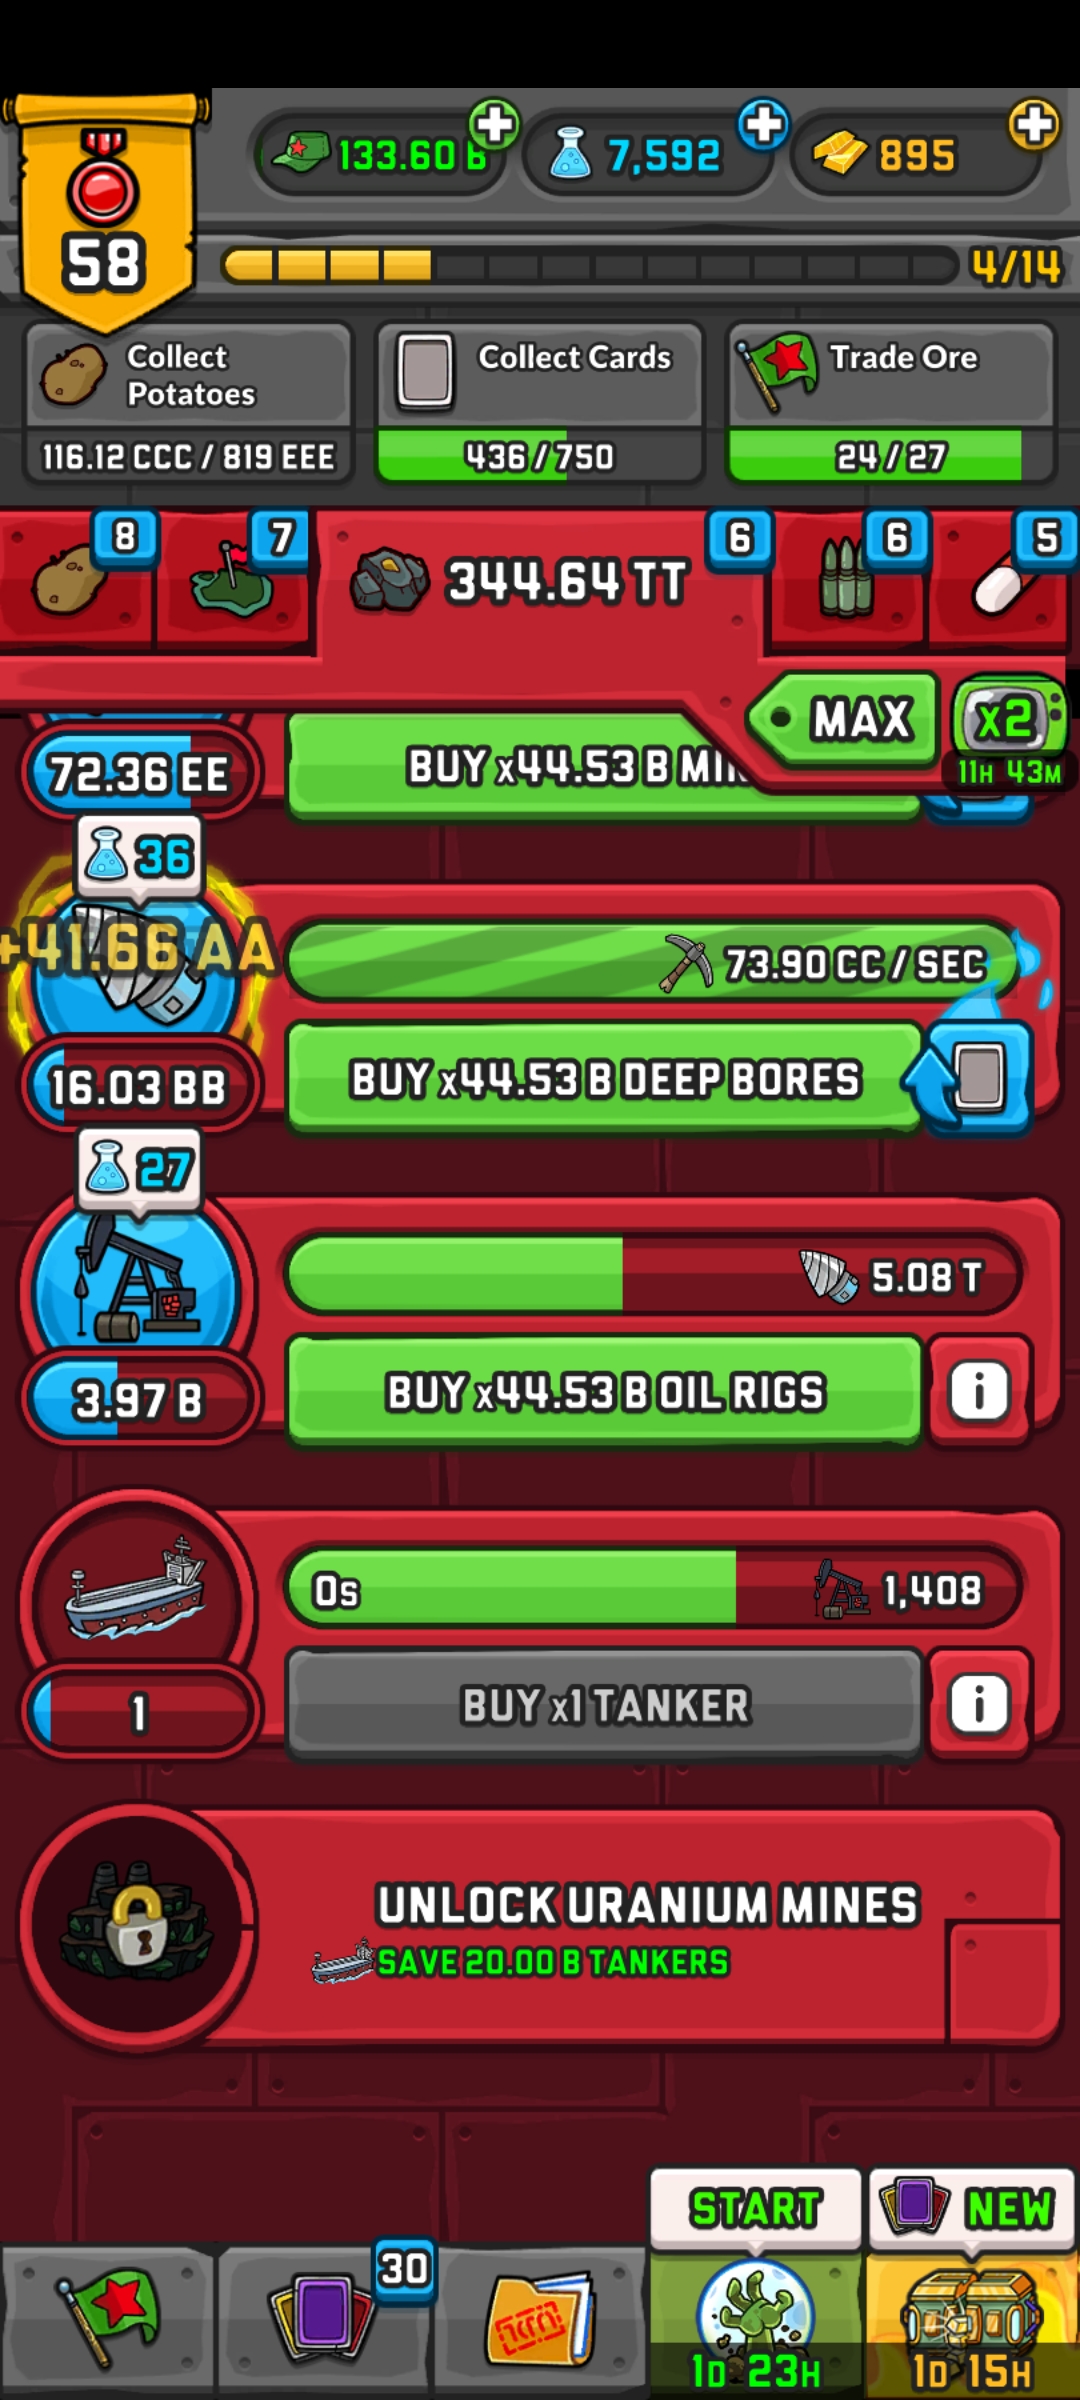 133.60 B
7,592
895
58
4/14
Collect
Potatoes
116.12 CCC / 819 EEE
Collect Cards
436 / 750
Trade Ore
24 / 27
8
7
344.64 TT
6
6
5
MAX
x2
11H 43M
72.36 EE
BUY x44.53 B
36
+41.66 AA
73.90 CC / SEC
16.03 BB
BUY x44.53 B DEEP BORES
27
5.08 T
3.97 B
BUY x44.53 B OIL RIGS
0s
1,408
1
BUY x1 TANKER
UNLOCK URANIUM MINES
SAVE 20.00 B TANKERS
START
NEW
30
1D 23H
1D 15H